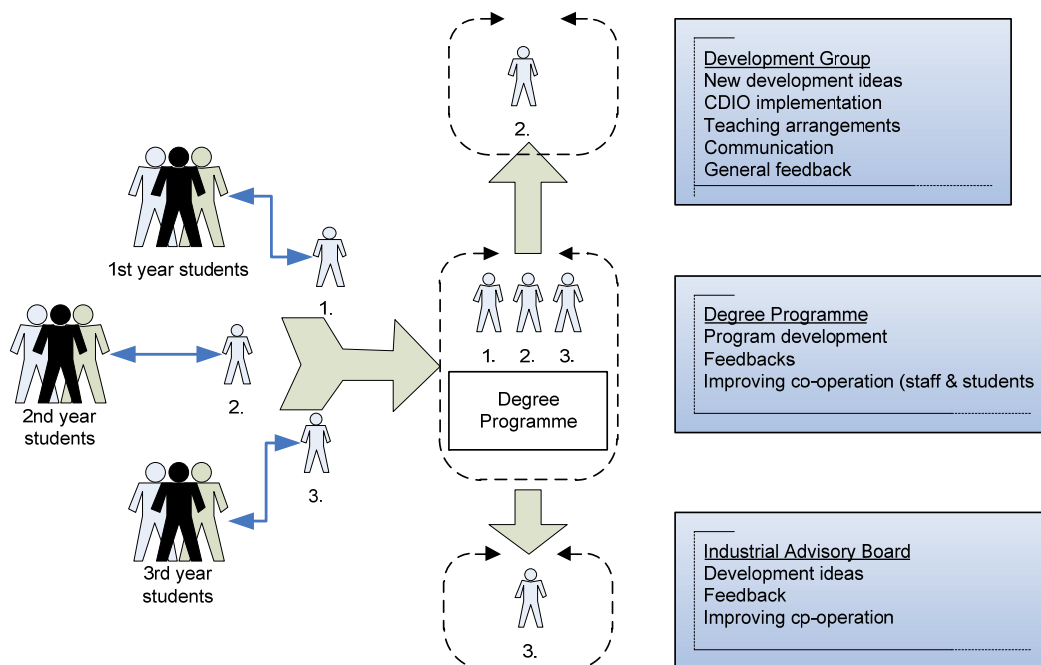 2.
Development Group
New development ideas
CDIO implementation
Teaching arrangements
Communication
General feedback
1st year students
1.
2nd year
students
2.
3rd year
students
3.
1. 2. 3.
Degree
Programme
Degree Programme
Program development
Feedbacks
Improving co-operation (staff & students
3.
Industrial Advisory Board
Development ideas
Feedback
Improving cp-operation